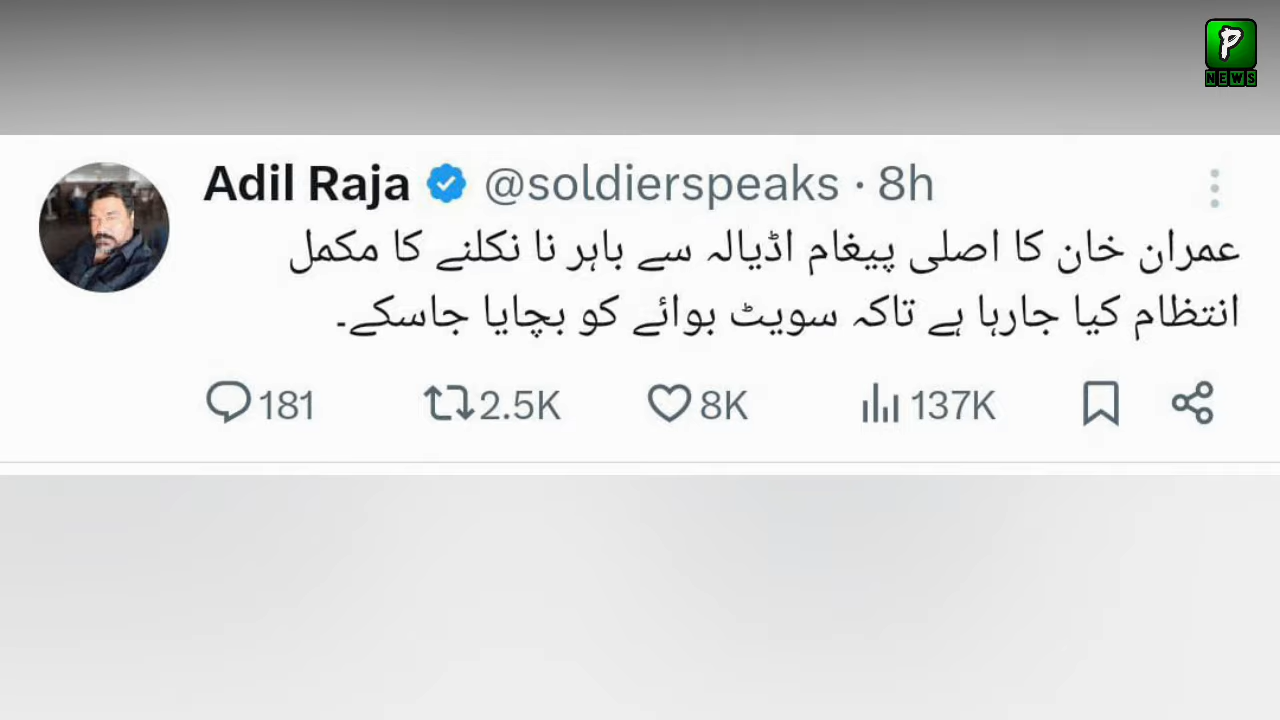 P
NEWS
Adil Raja @soldierspeaks · 8h
عمران خان کا اصلی پیغام اڈیالہ سے باہر نا نکلنے کا مکمل
انتظام کیا جارہا ہے تاکہ سویٹ بوائے کو بچایا جاسکے۔
181 2.5K 8K 137K